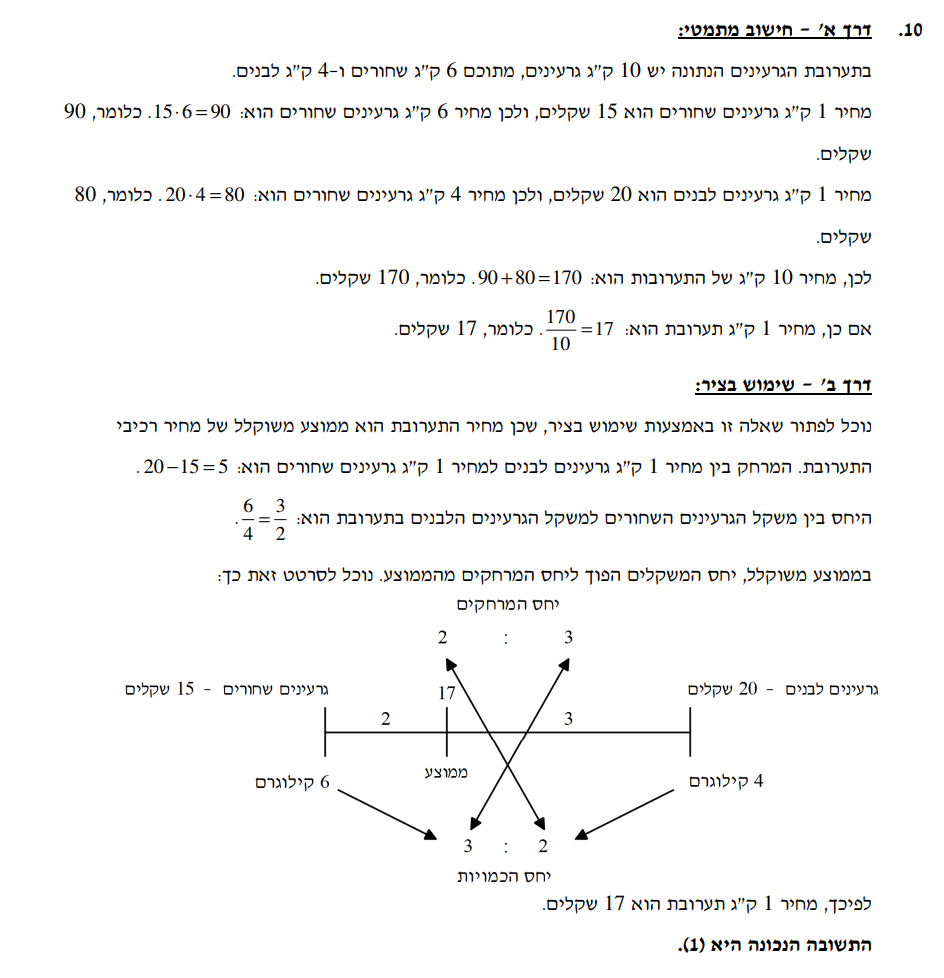 10. דרך א' – חישוב מתמטי:
בתערובת הגרעינים הנתונה יש 10 ק"ג גרעינים, מתוכם 6 ק"ג שחורים ו-4 ק"ג לבנים.
מחיר 1 ק"ג גרעינים שחורים הוא 15 שקלים, ולכן מחיר 6 ק"ג גרעינים שחורים הוא: 15·6=90. כלומר, 90
שקלים.
מחיר 1 ק"ג גרעינים לבנים הוא 20 שקלים, ולכן מחיר 4 ק"ג גרעינים שחורים הוא: 20·4=80. כלומר, 80
שקלים.
לכן, מחיר 10 ק"ג של התערובות הוא: 90+80=170. כלומר, 170 שקלים.
אם כן, מחיר 1 ק"ג תערובת הוא: 170/10=17. כלומר, 17 שקלים.
דרך ב' – שימוש בציר:
נוכל לפתור שאלה זו באמצעות שימוש בציר, שכן מחיר התערובת הוא ממוצע משוקלל של מחיר רכיבי
התערובת. המרחק בין מחיר 1 ק"ג גרעינים לבנים למחיר 1 ק"ג גרעינים שחורים הוא: 20-15=5.
היחס בין משקל הגרעינים השחורים למשקל הגרעינים הלבנים בתערובת הוא: 6/4=3/2.
בממוצע משוקלל, יחס המשקלים הפוך ליחס המרחקים מהממוצע. נוכל לסרטט זאת כך:
יחס המרחקים
2 : 3
גרעינים שחורים - 15 שקלים
17
גרעינים לבנים - 20 שקלים
2
3
ממוצע
6 קילוגרם
4 קילוגרם
3 : 2
יחס הכמויות
לפיכך, מחיר 1 ק"ג תערובת הוא 17 שקלים.
התשובה הנכונה היא (1).